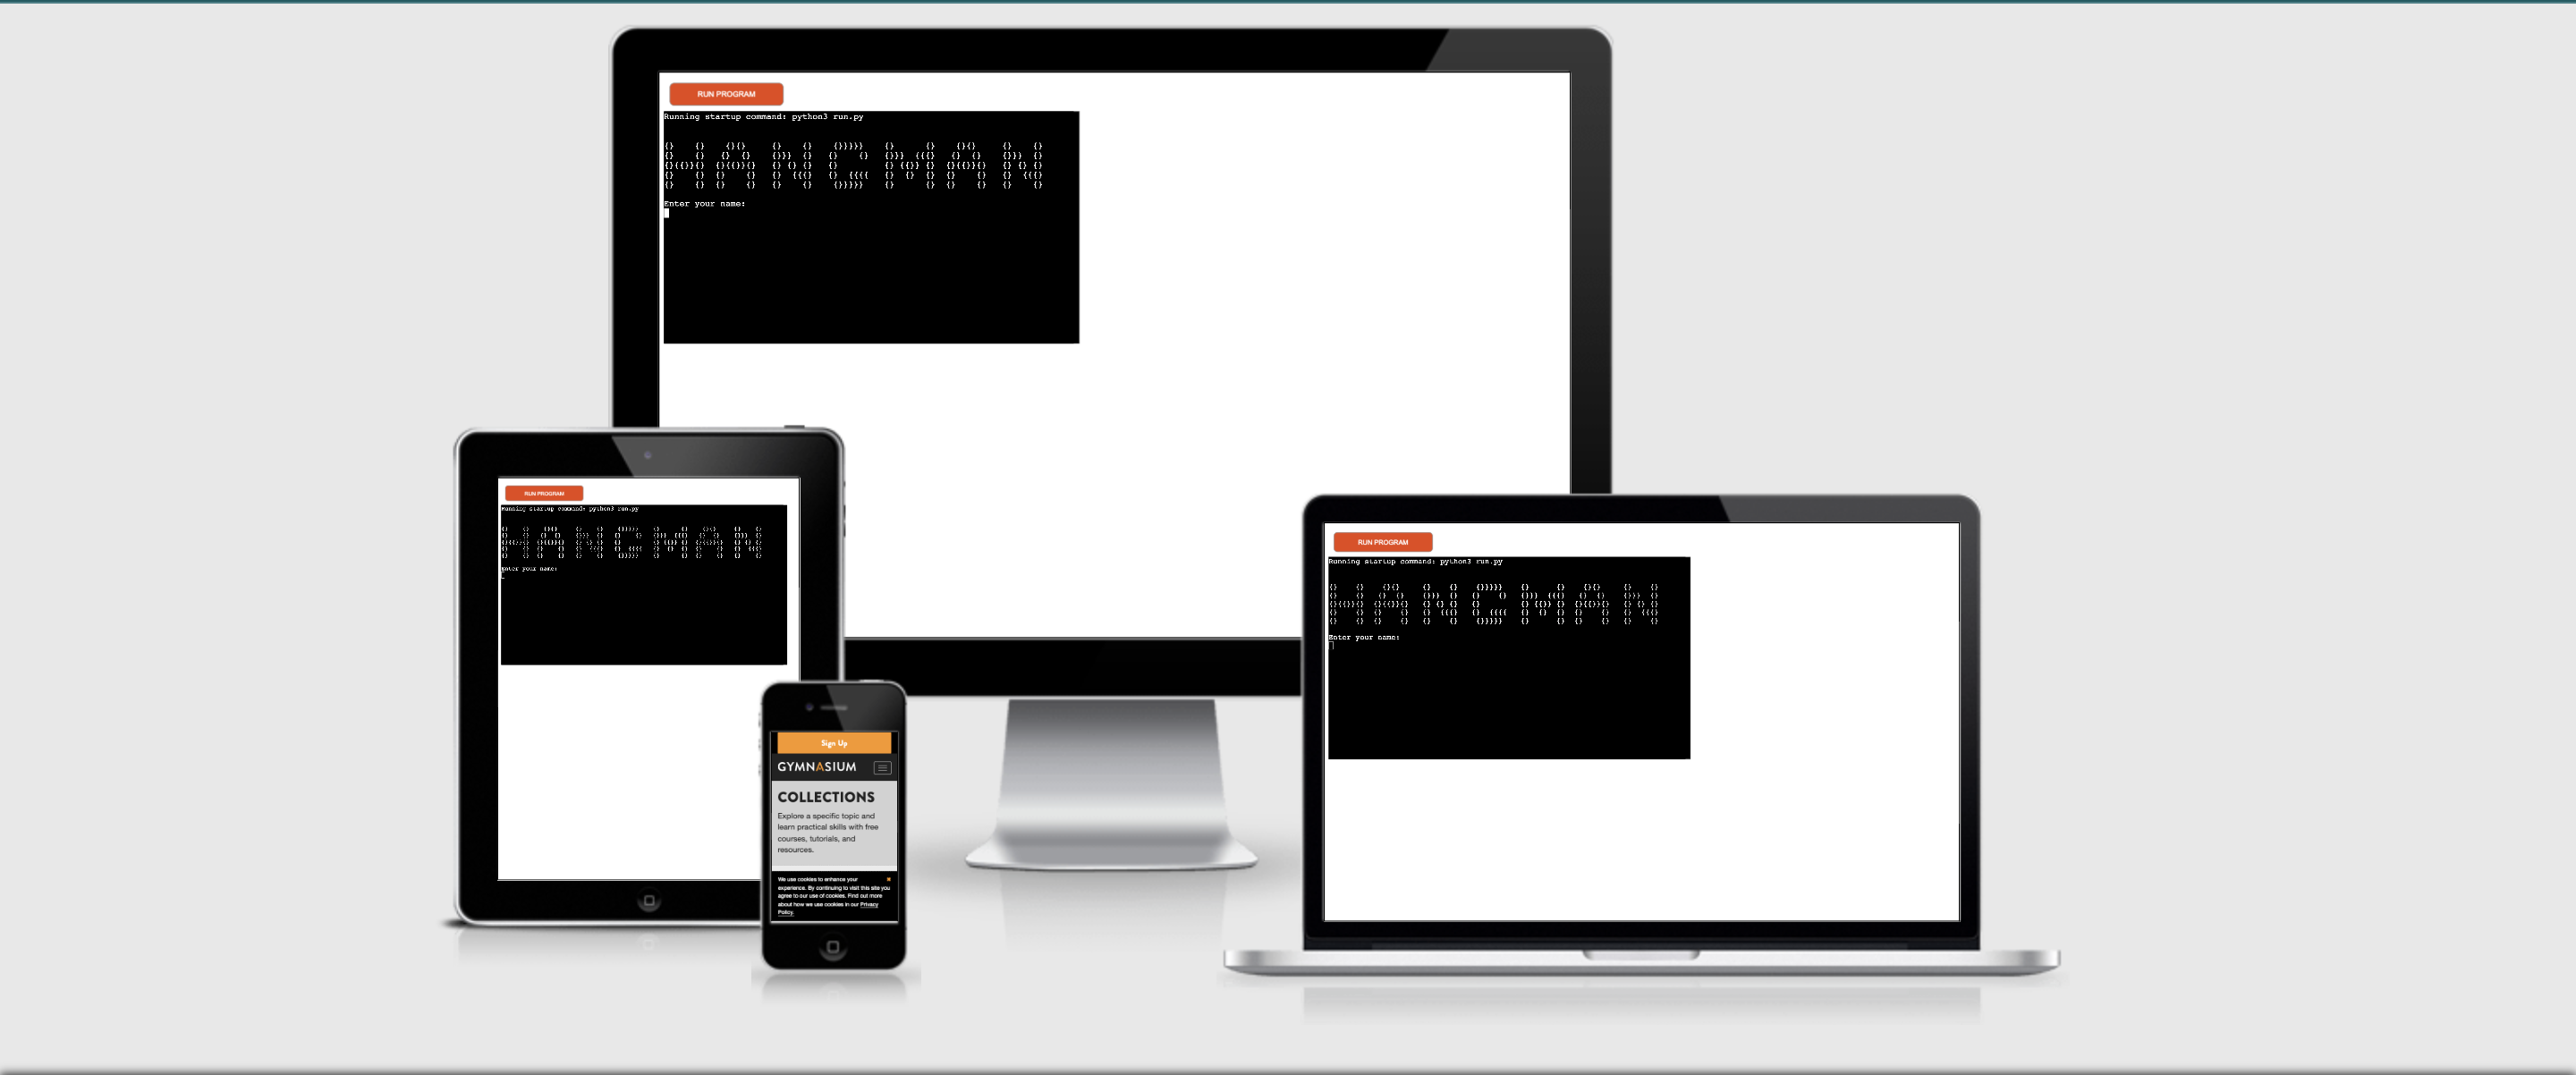 RUN PROGRAM
Running startup command: python3 run.py
HANGMAN
Enter your name:
RUN PROGRAM
Running startup command: python3 run.py
HANGMAN
Enter your name:
Sign Up
GYMNASIUM
COLLECTIONS
Explore a specific topic and
learn practical skills with free
courses, tutorials, and
resources.
We use cookies to enhance your
experience. By continuing to visit this site you
agree to our use of cookies. Find out more
about how we use cookies in our Privacy
Policy.
RUN PROGRAM
Running startup command: python3 run.py
HANGMAN
Enter your name: